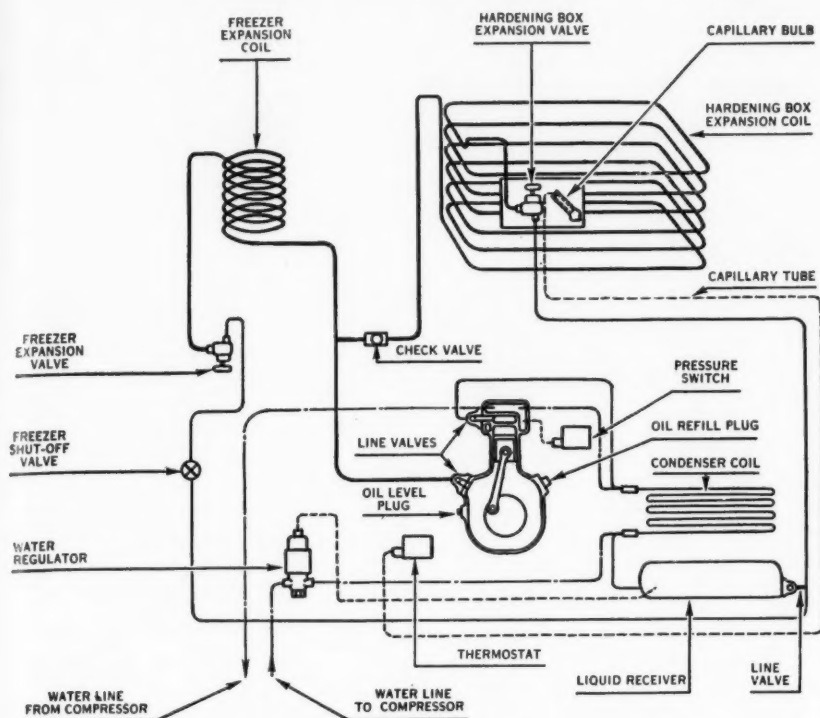 FREEZER
EXPANSION
COIL
HARDENING BOX
EXPANSION VALVE
CAPILLARY BULB
HARDENING BOX
EXPANSION COIL
CAPILLARY TUBE
FREEZER
EXPANSION
VALVE
CHECK VALVE
PRESSURE
SWITCH
LINE VALVES
OIL REFILL PLUG
FREEZER
SHUT-OFF
VALVE
CONDENSER COIL
OIL LEVEL
PLUG
WATER
REGULATOR
THERMOSTAT
LIQUID RECEIVER
LINE
VALVE
WATER LINE
FROM COMPRESSOR
WATER LINE
TO COMPRESSOR